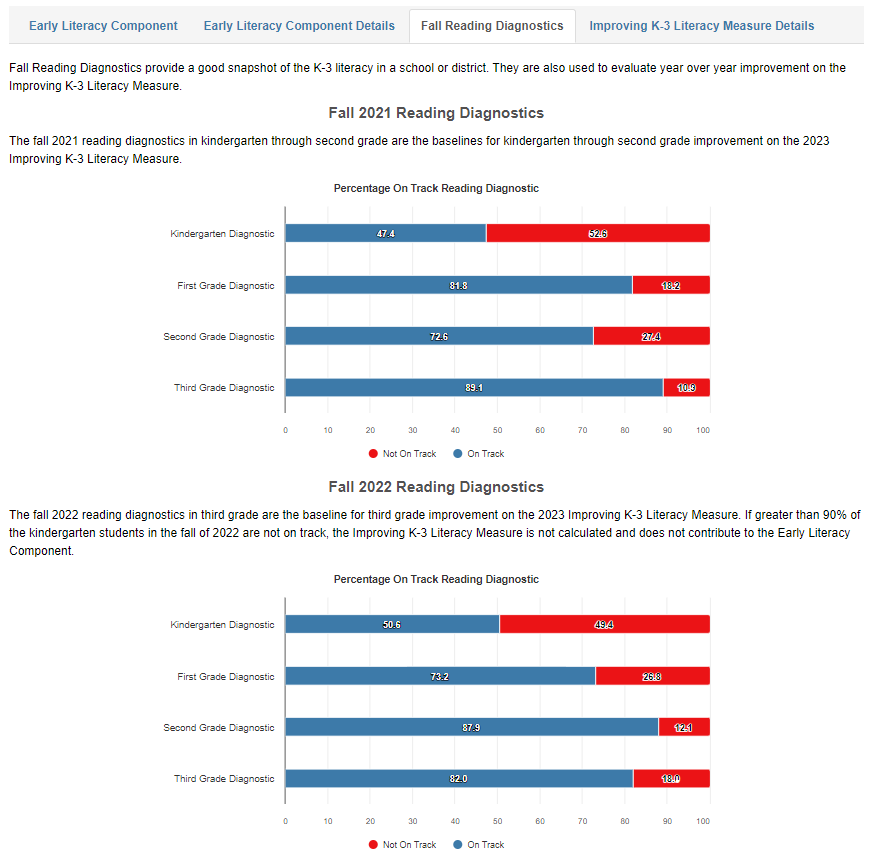 Early Literacy Component
Early Literacy Component Details
Fall Reading Diagnostics
Improving K-3 Literacy Measure Details
Fall Reading Diagnostics provide a good snapshot of the K-3 literacy in a school or district. They are also used to evaluate year over year improvement on the
Improving K-3 Literacy Measure.
Fall 2021 Reading Diagnostics
The fall 2021 reading diagnostics in kindergarten through second grade are the baselines for kindergarten through second grade improvement on the 2023
Improving K-3 Literacy Measure.
Percentage On Track Reading Diagnostic
Kindergarten Diagnostic 47.4 52.6
First Grade Diagnostic 81.8 18.2
Second Grade Diagnostic 72.6 27.4
Third Grade Diagnostic 89.1 10.9
0 10 20 30 40 50 60 70 80 90 100
Not On Track On Track
Fall 2022 Reading Diagnostics
The fall 2022 reading diagnostics in third grade are the baseline for third grade improvement on the 2023 Improving K-3 Literacy Measure. If greater than 90% of
the kindergarten students in the fall of 2022 are not on track, the Improving K-3 Literacy Measure is not calculated and does not contribute to the Early Literacy
Component.
Percentage On Track Reading Diagnostic
Kindergarten Diagnostic 50.6 49.4
First Grade Diagnostic 73.2 26.8
Second Grade Diagnostic 87.9 12.1
Third Grade Diagnostic 82.0 18.0
0 10 20 30 40 50 60 70 80 90 100
Not On Track On Track